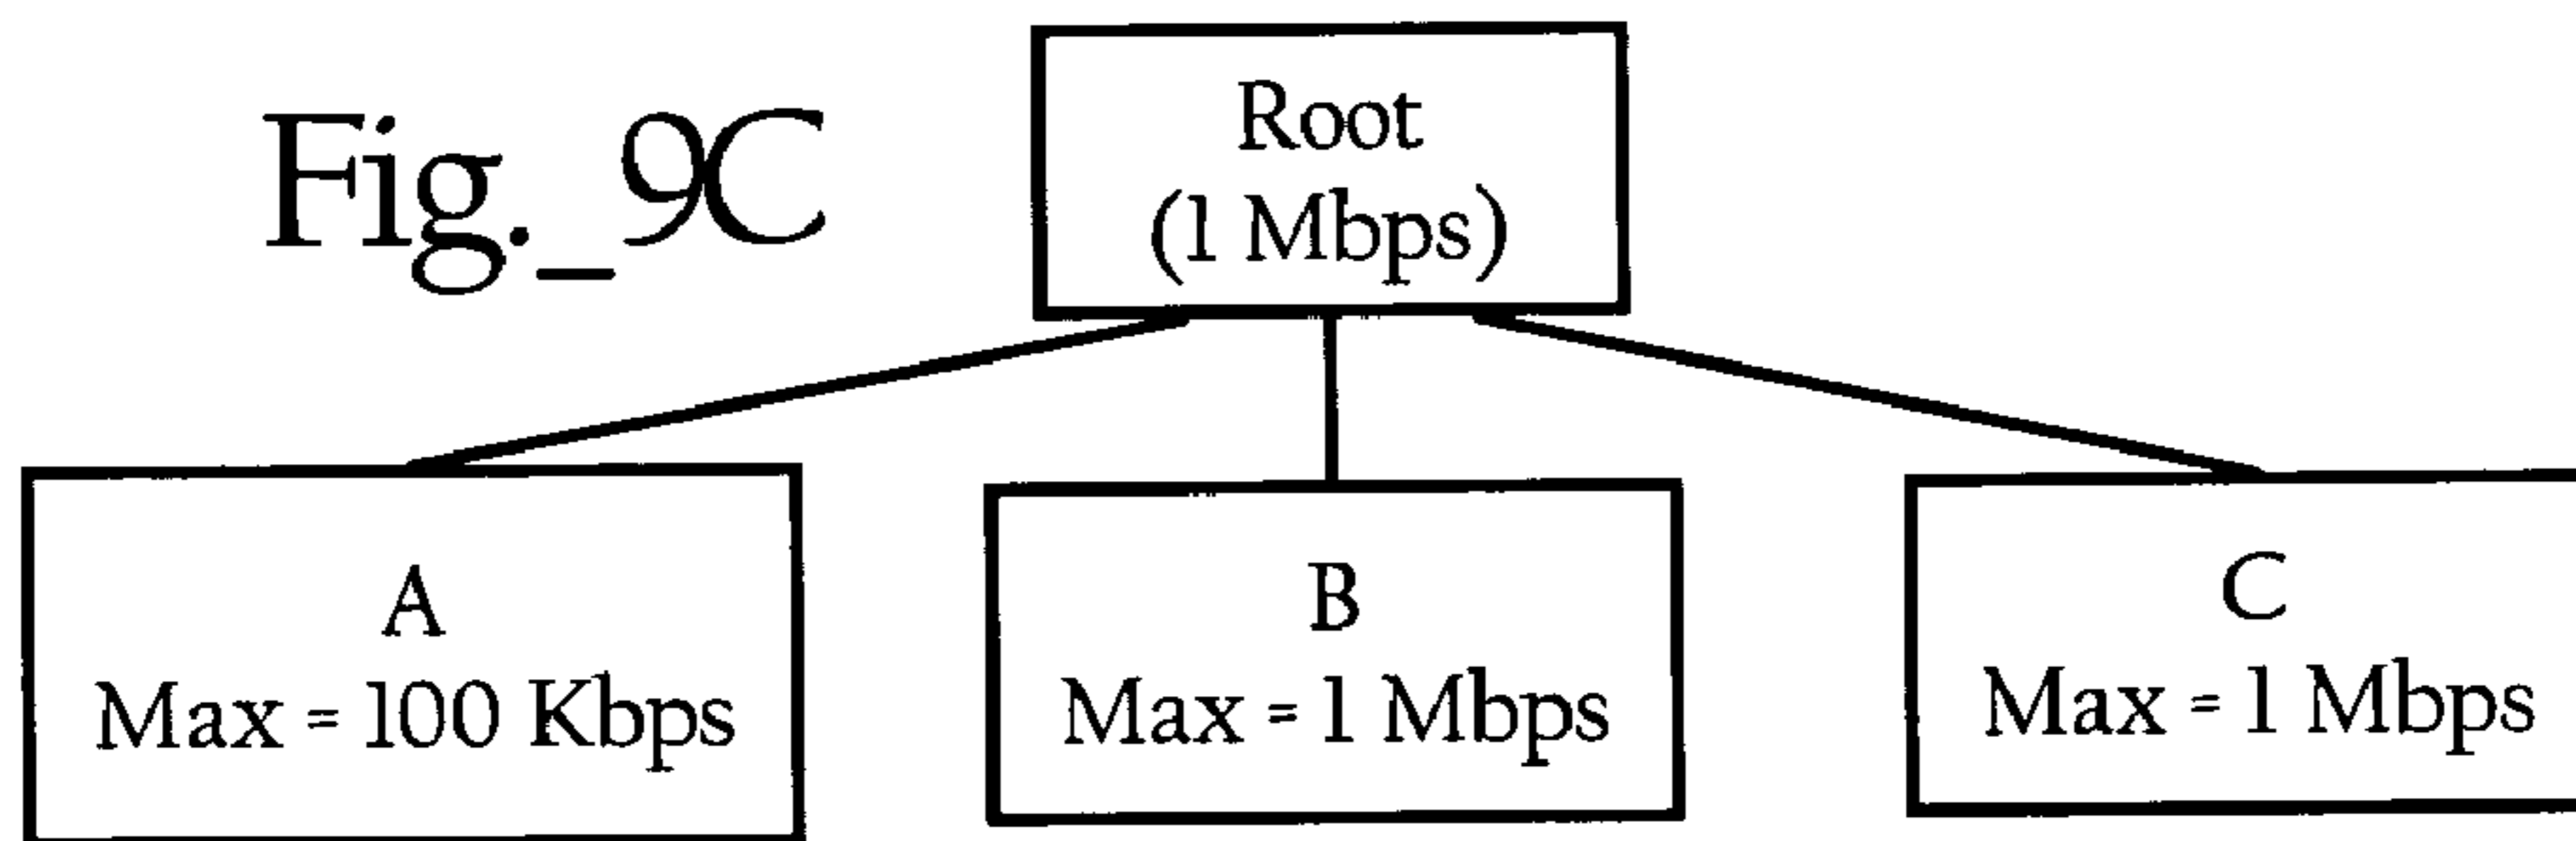 Fig._9C
Root
(1 Mbps)
A
Max = 100 Kbps
B
Max = 1 Mbps
C
Max = 1 Mbps